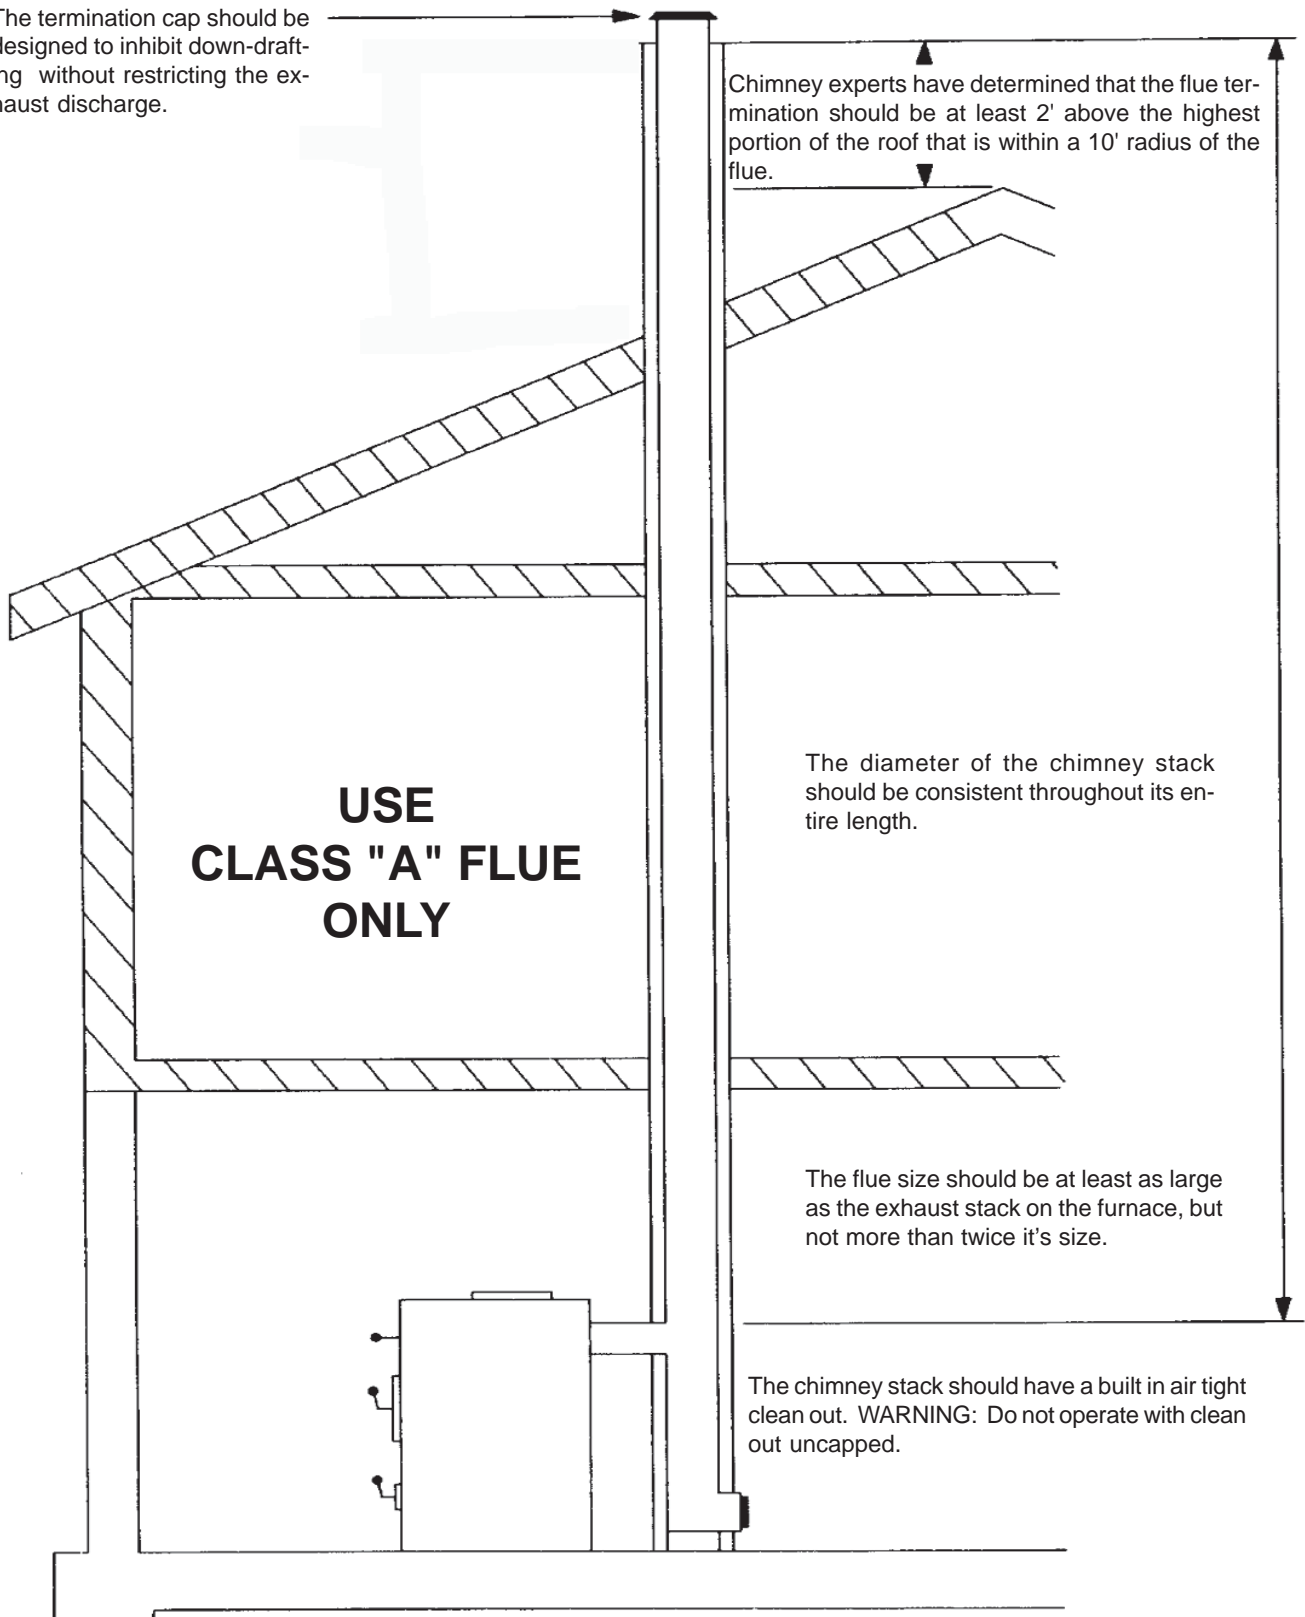 The termination cap should be
designed to inhibit down-draft-
ing without restricting the ex-
haust discharge.
Chimney experts have determined that the flue ter-
mination should be at least 2' above the highest
portion of the roof that is within a 10' radius of the
flue.
The diameter of the chimney stack
should be consistent throughout its en-
tire length.
USE
CLASS "A" FLUE
ONLY
The flue size should be at least as large
as the exhaust stack on the furnace, but
not more than twice it's size.
The chimney stack should have a built in air tight
clean out. WARNING: Do not operate with clean
out uncapped.